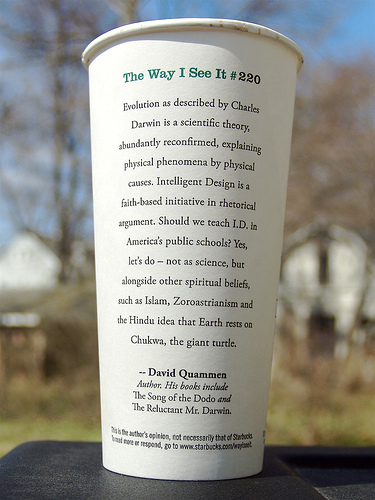 The Way I See It #220
Evolution as described by Charles
Darwin is a scientific theory,
abundantly reconfirmed, explaining
physical phenomena by physical
causes. Intelligent Design is a
faith-based initiative in rhetorical
argument. Should we teach I.D. in
America's public schools? Yes,
let's do – not as science, but
alongside other spiritual beliefs,
such as Islam, Zoroastrianism and
the Hindu idea that Earth rests on
Chukwa, the giant turtle.
-- David Quammen
Author. His books include
The Song of the Dodo and
The Reluctant Mr. Darwin.
This is the author's opinion, not necessarily that of Starbucks.
To read more or respond, go to www.starbucks.com/wayiseeit.